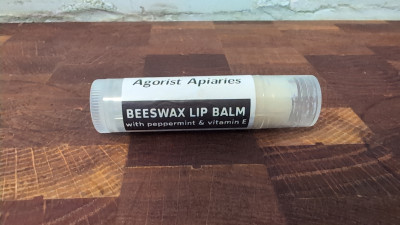 Agorist Apiaries
BEESWAX LIP BALM
with peppermint & vitamin E